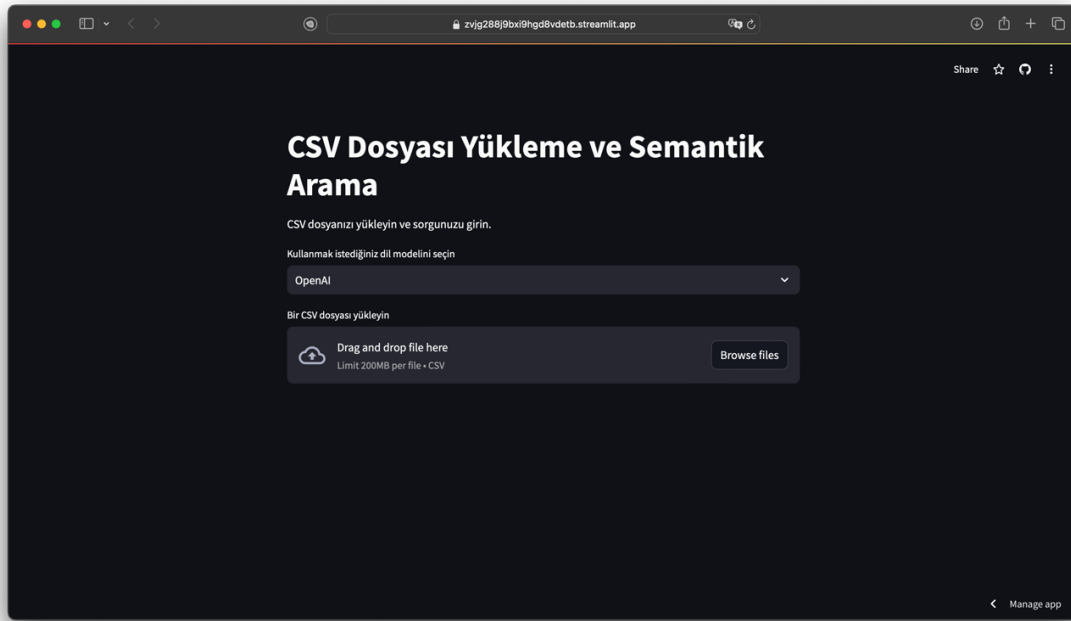 zvjg288j9bxi9hgd8vdetb.streamlit.app
Share
CSV Dosyası Yükleme ve Semantik
Arama
CSV dosyanızı yükleyin ve sorgunuzu girin.
Kullanmak istediğiniz dil modelini seçin
OpenAI
Bir CSV dosyası yükleyin
Drag and drop file here
Limit 200MB per file • CSV
Browse files
Manage app